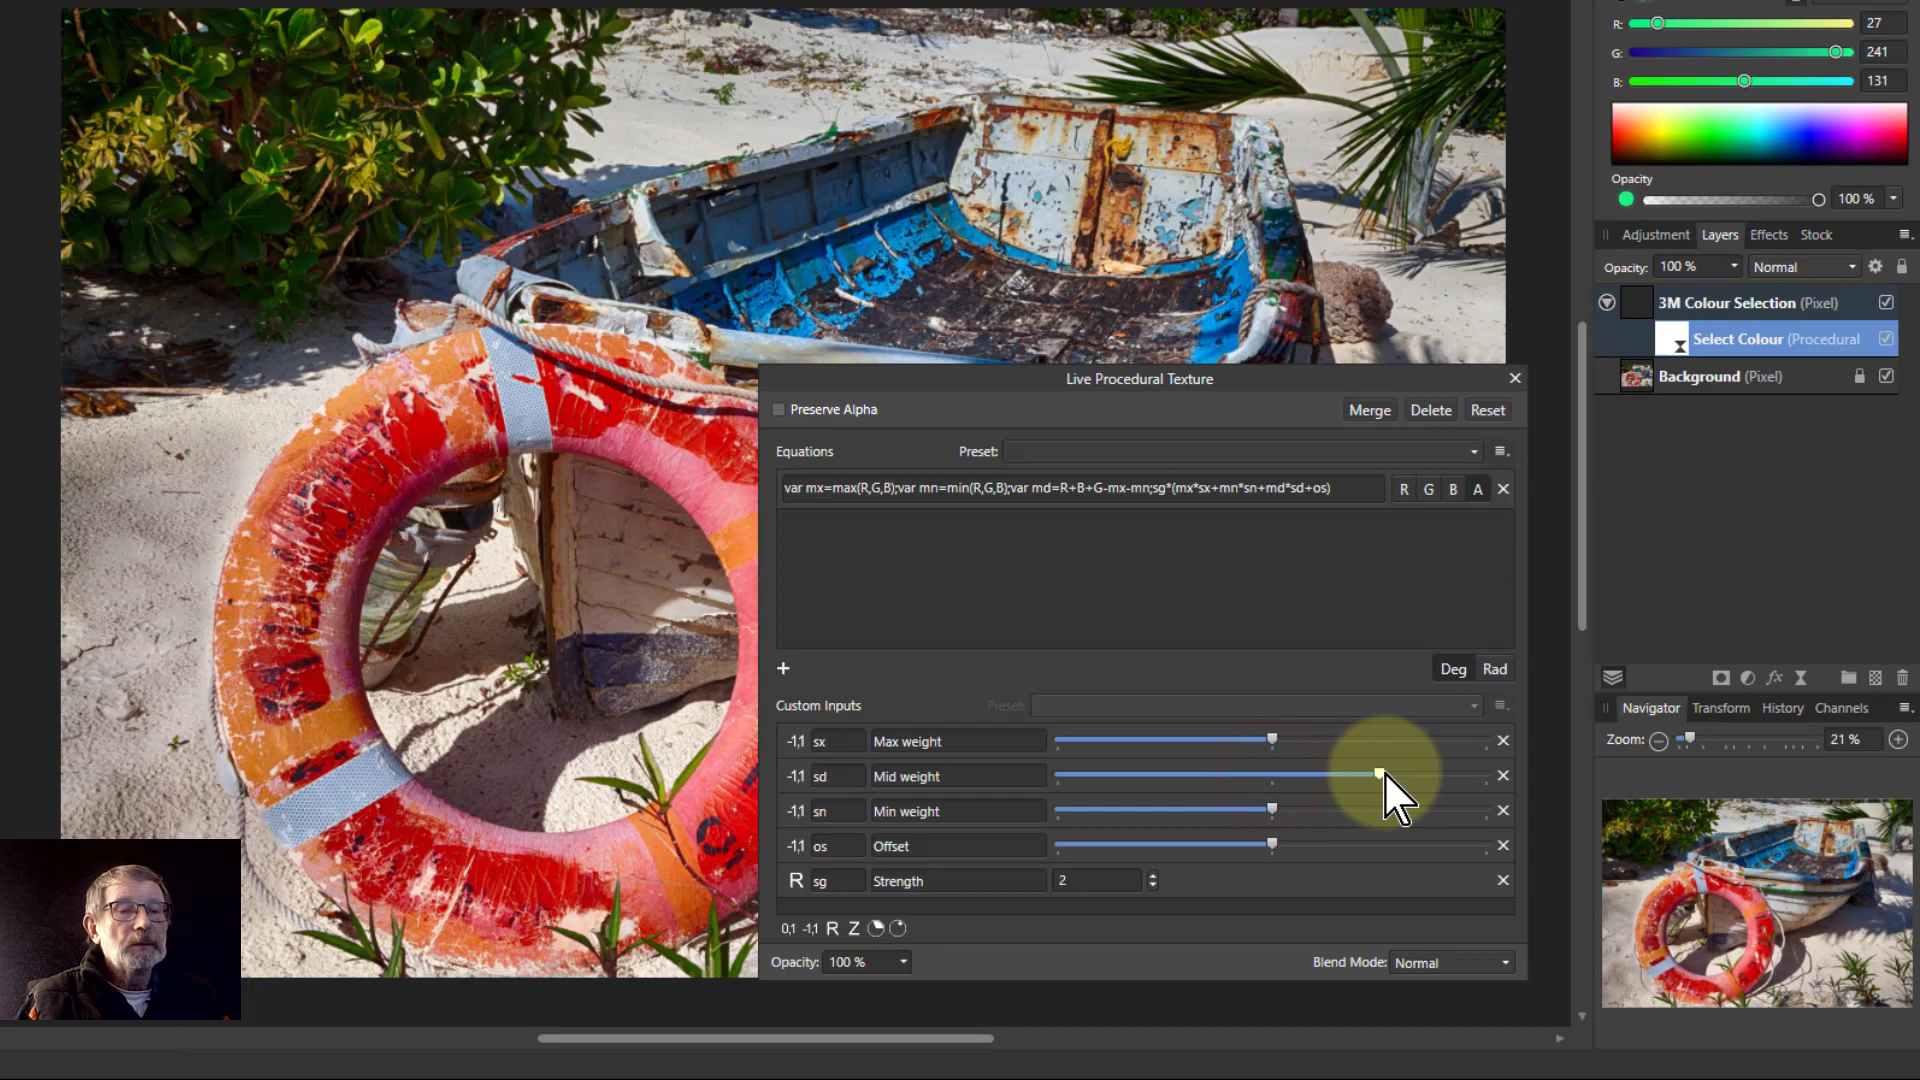 R: 27
G: 241
B: 131
Opacity
100 %
Adjustment Layers Effects Stock
Opacity: 100 % Normal
3M Colour Selection (Pixel)
Select Colour (Procedural
Background (Pixel)
Live Procedural Texture
Preserve Alpha Merge Delete Reset
Equations Preset:
var mx=max(R,G,B);var mn=min(R,G,B);var md=R+B+G-mx-mn;sg*(mx*sx+mn*sn+md*sd+os) R G B A
+ Deg Rad
Custom Inputs Preset:
-1,1 sx Max weight
-1,1 sd Mid weight
-1,1 sn Min weight
-1,1 os Offset
R sg Strength 2
0,1 -1,1 R Z
Opacity: 100 % Blend Mode: Normal
fx
Navigator Transform History Channels
Zoom: 21 %